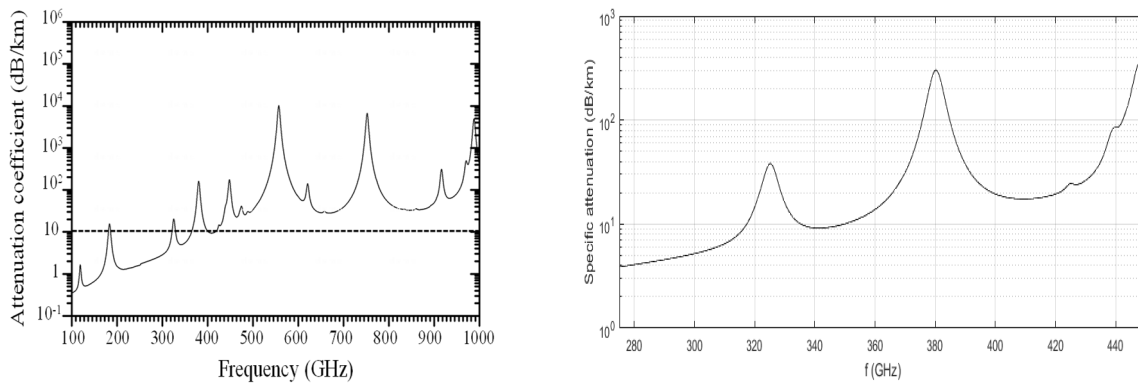 Attenuation coefficient (dB/km)
10^6
10^5
10^4
10^3
10^2
10
1
10^-1
100 200 300 400 500 600 700 800 900 1000
Frequency (GHz)
Specific attenuation (dB/km)
10^3
10^2
10^1
10^0
280 300 320 340 360 380 400 420 440
f (GHz)